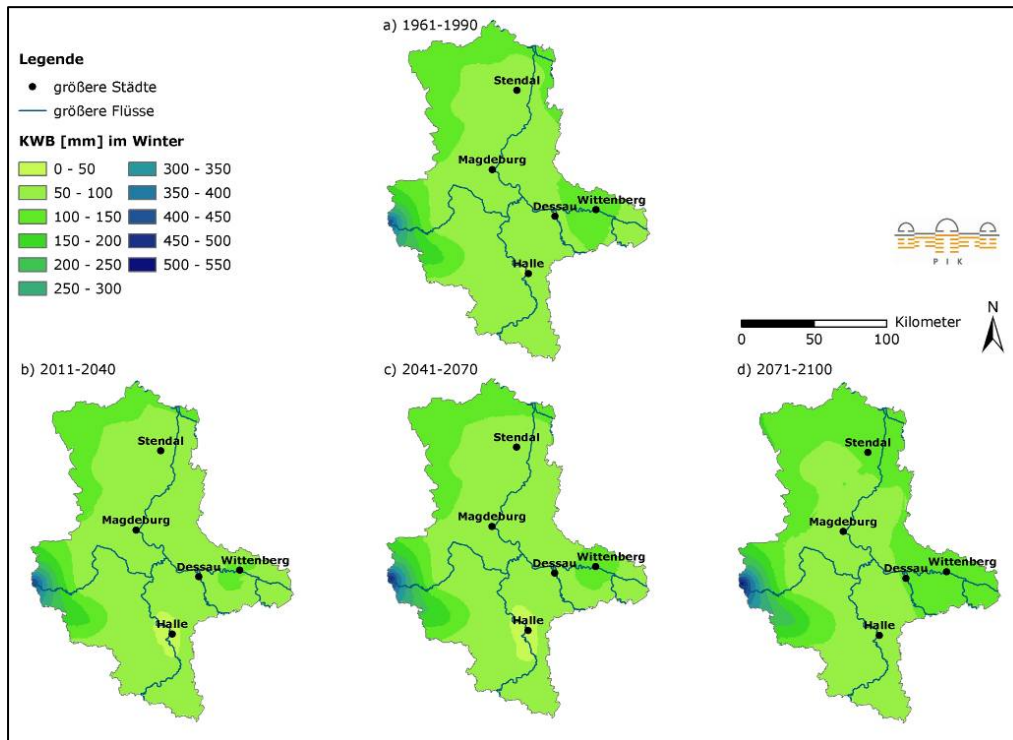 a) 1961-1990
Legende
größere Städte
größere Flüsse
KWB [mm] im Winter
0 - 50
50 - 100
100 - 150
150 - 200
200 - 250
250 - 300
300 - 350
350 - 400
400 - 450
450 - 500
500 - 550
Stendal
Magdeburg
Dessau
Wittenberg
Halle
P I K
Kilometer
0 50 100
N
b) 2011-2040
Stendal
Magdeburg
Dessau
Wittenberg
Halle
c) 2041-2070
Stendal
Magdeburg
Dessau
Wittenberg
Halle
d) 2071-2100
Stendal
Magdeburg
Dessau
Wittenberg
Halle